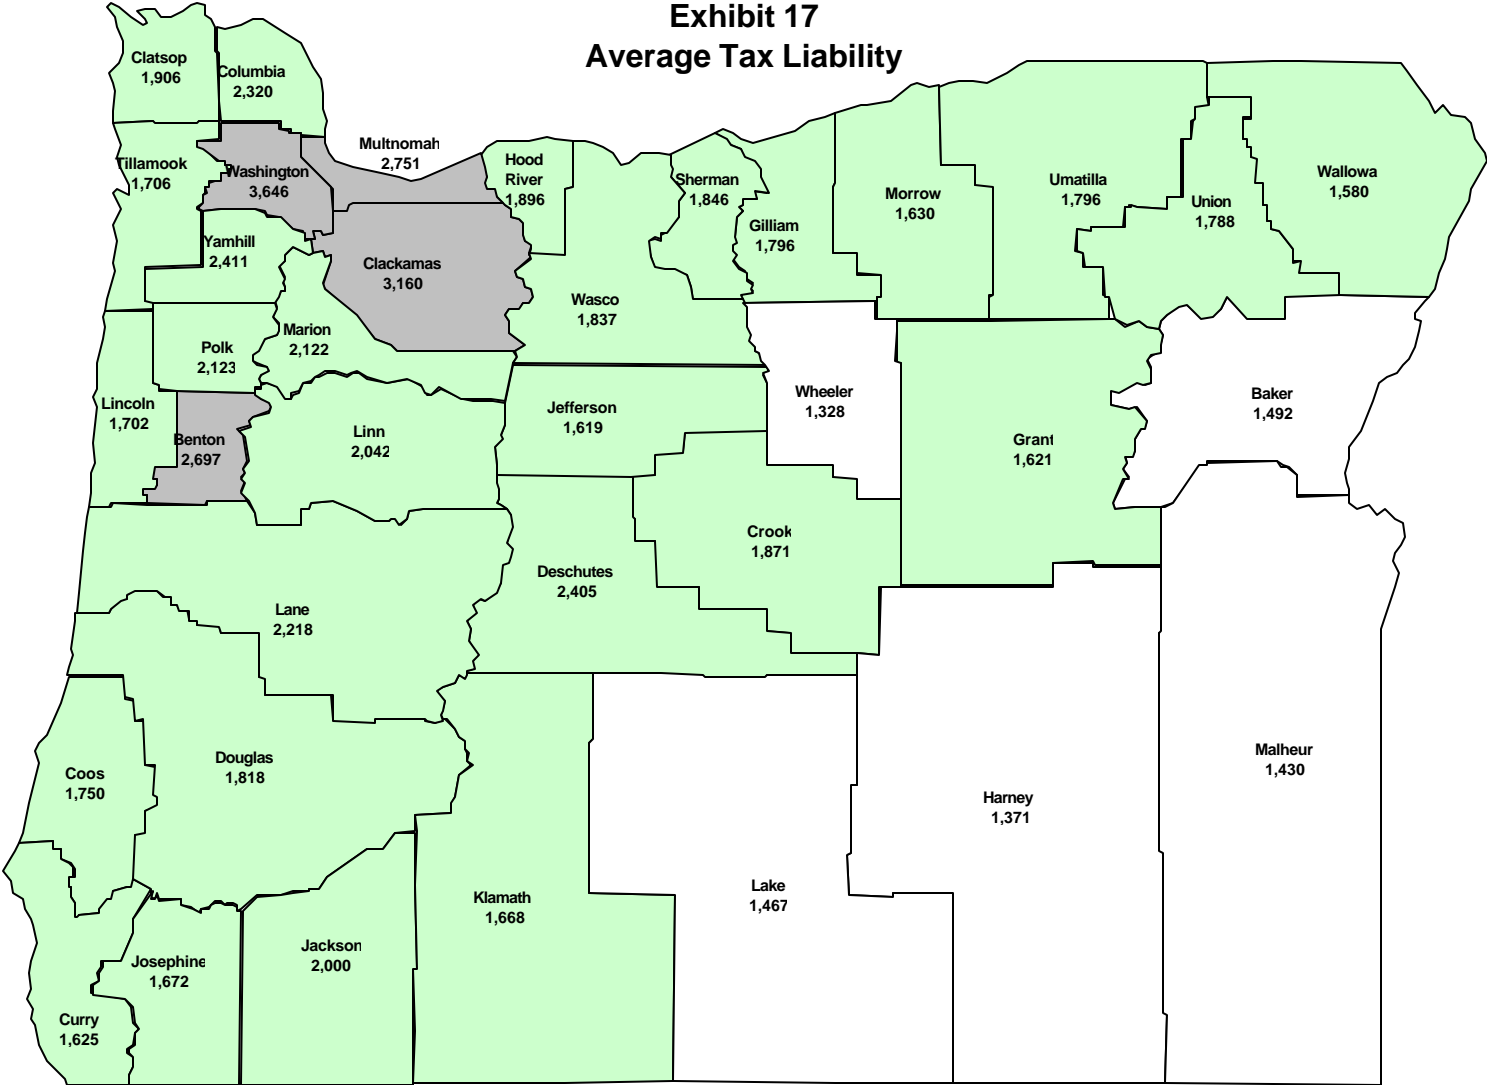 Exhibit 17
Average Tax Liability
Clatsop
1,906
Columbia
2,320
Multnomah
2,751
Tillamook
1,706
Washington
3,646
Hood
River
1,896
Sherman
1,846
Gilliam
1,796
Morrow
1,630
Umatilla
1,796
Union
1,788
Wallowa
1,580
Yamhill
2,411
Clackamas
3,160
Wasco
1,837
Polk
2,123
Marion
2,122
Lincoln
1,702
Benton
2,697
Linn
2,042
Jefferson
1,619
Wheeler
1,328
Grant
1,621
Baker
1,492
Crook
1,871
Deschutes
2,405
Lane
2,218
Coos
1,750
Douglas
1,818
Malheur
1,430
Harney
1,371
Lake
1,467
Klamath
1,668
Jackson
2,000
Josephine
1,672
Curry
1,625